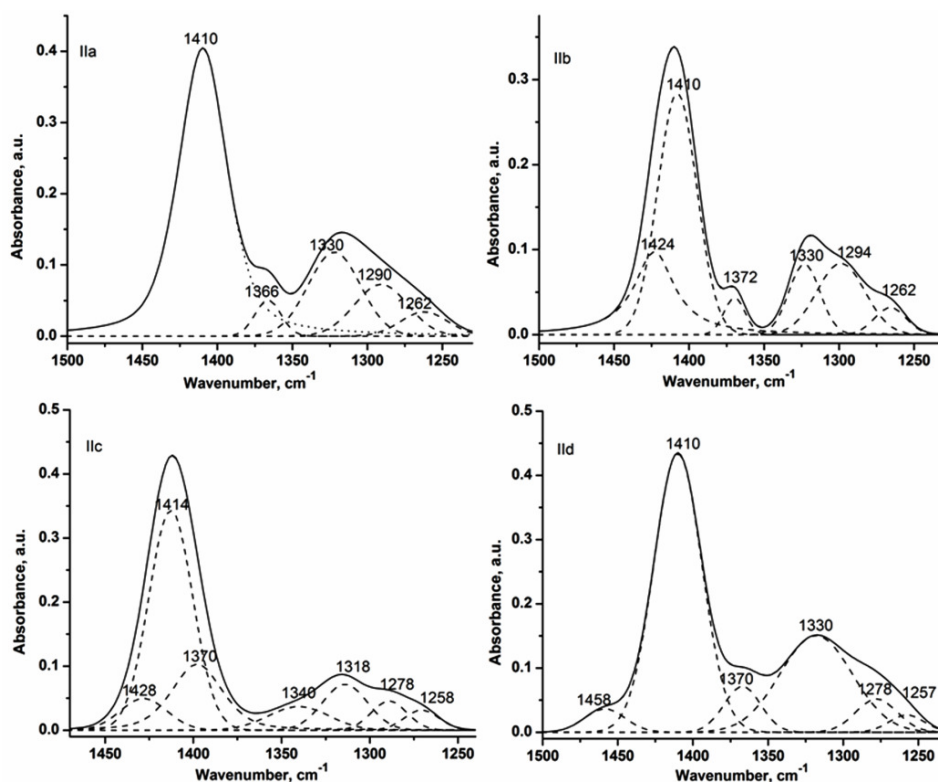 IIa
1410
1366
1330
1290
1262
0.4
0.3
0.2
0.1
0.0
Absorbance, a.u.
1500 1450 1400 1350 1300 1250
Wavenumber, cm-1
IIb
1410
1424
1372
1330
1294
1262
0.3
0.2
0.1
0.0
Absorbance, a.u.
1500 1450 1400 1350 1300 1250
Wavenumber, cm-1
IIc
1414
1428
1370
1340
1318
1278
1258
0.5
0.4
0.3
0.2
0.1
0.0
Absorbance, a.u.
1450 1400 1350 1300 1250
Wavenumber, cm-1
IId
1410
1458
1370
1330
1278
1257
0.5
0.4
0.3
0.2
0.1
0.0
Absorbance, a.u.
1500 1450 1400 1350 1300 1250
Wavenumber, cm-1